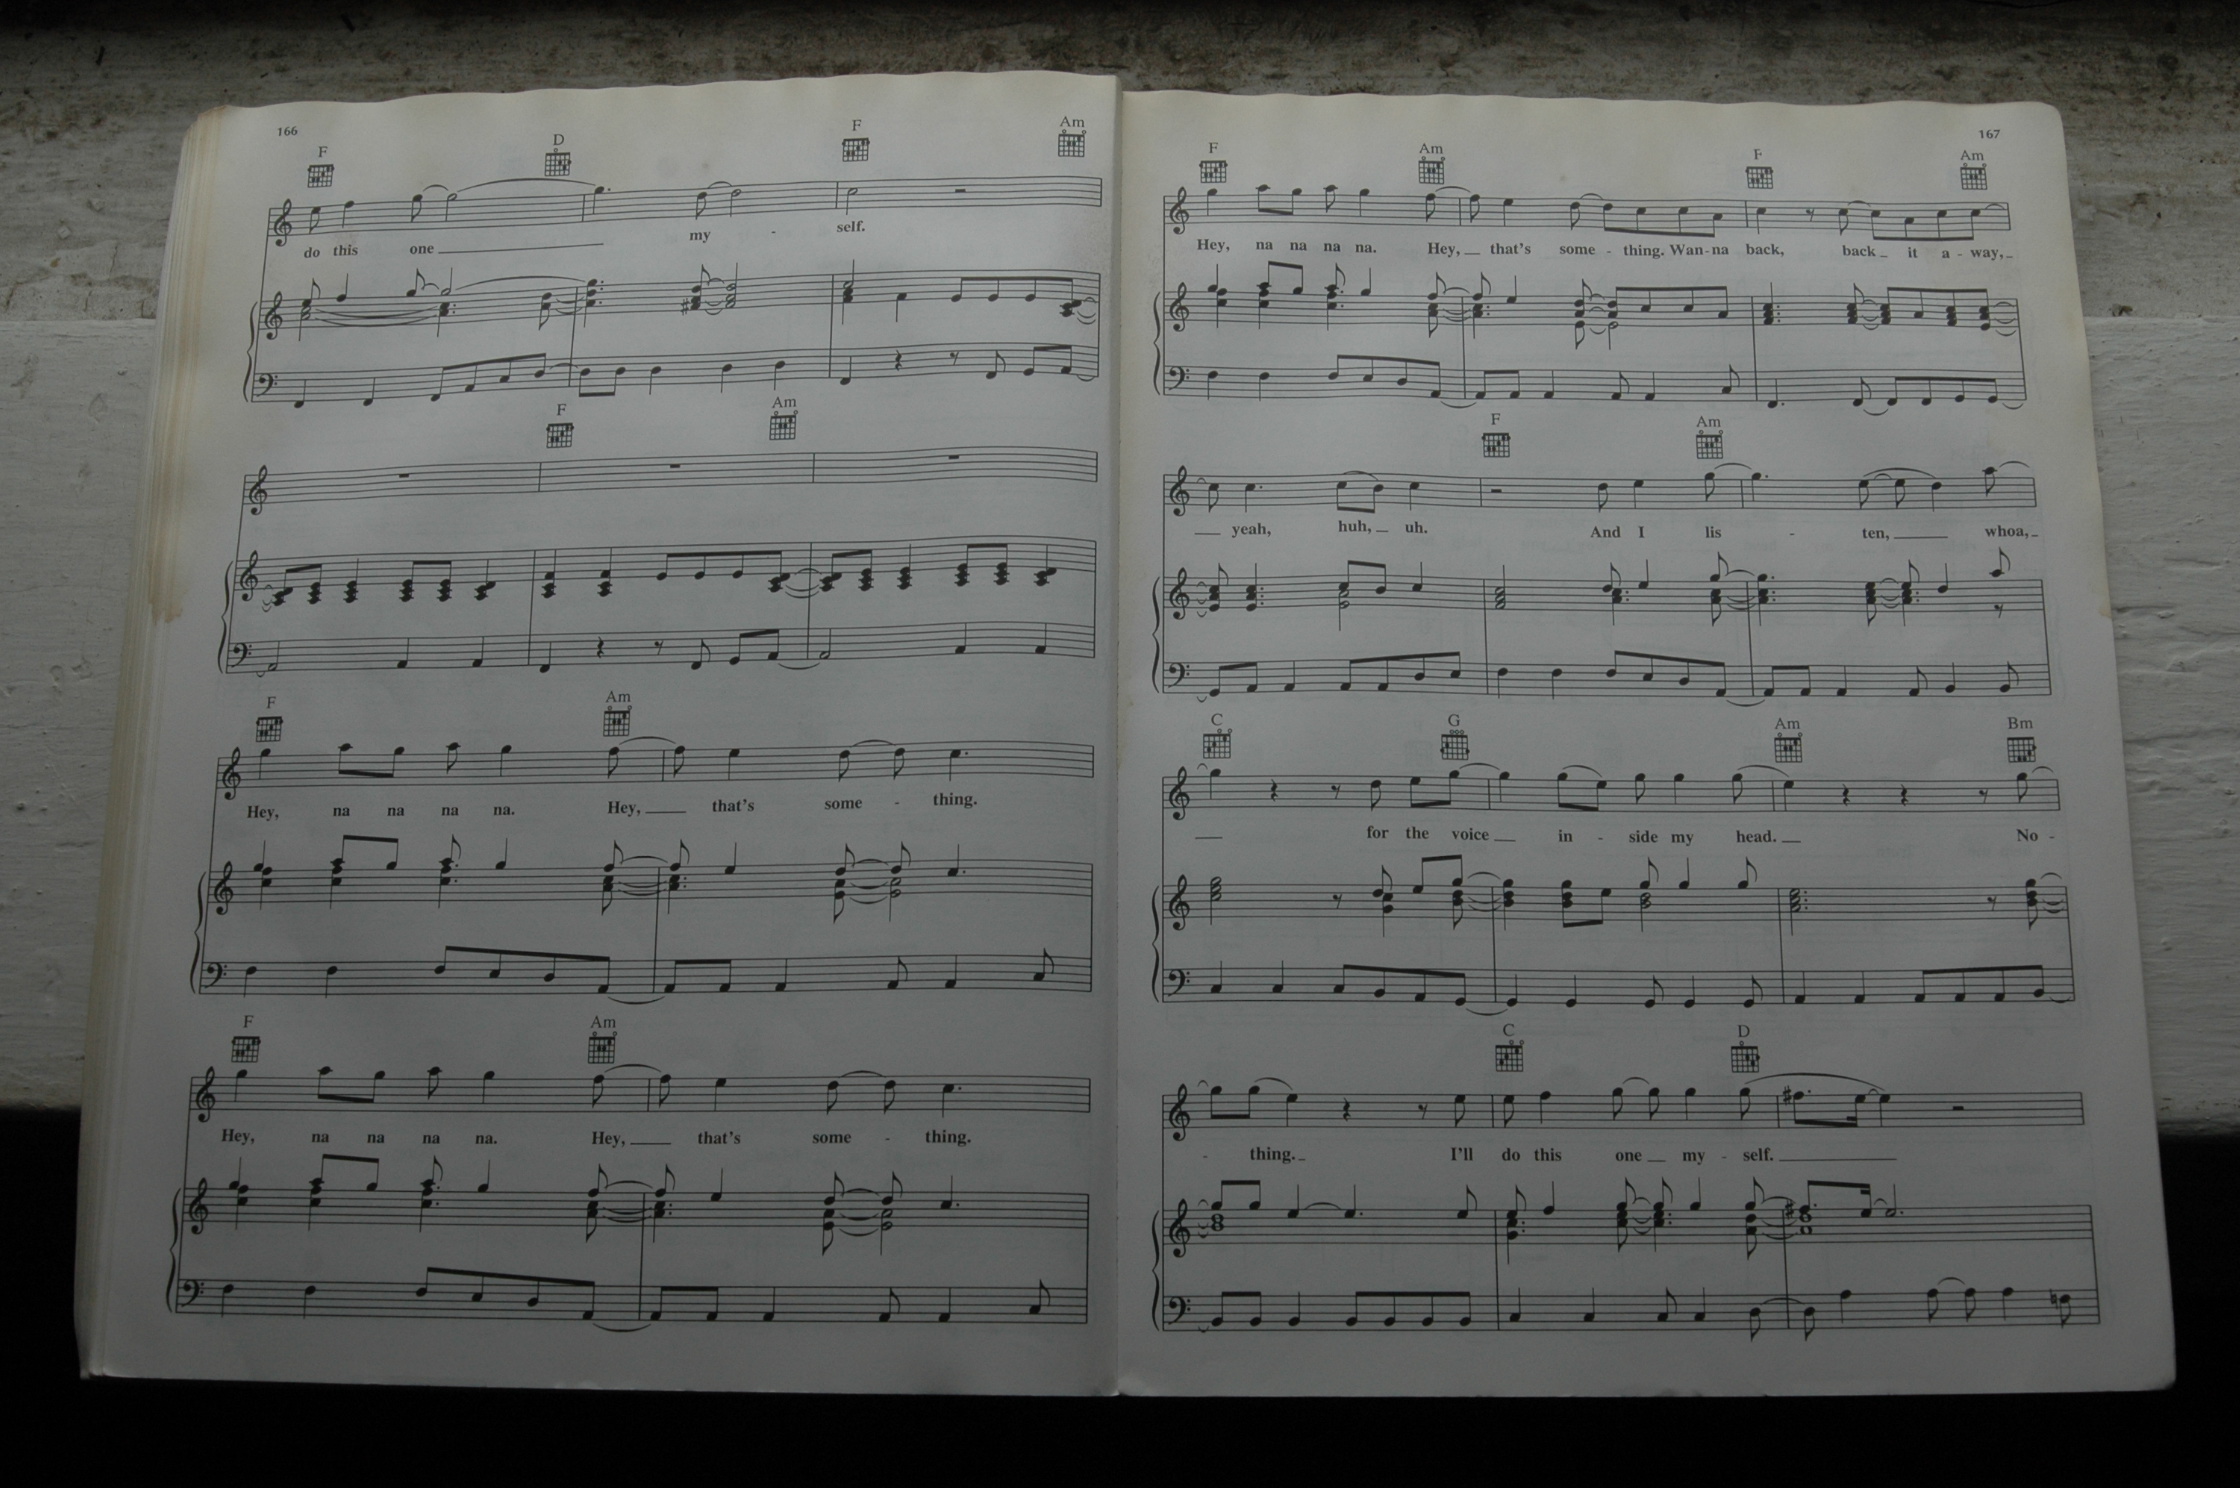 166
F D F Am
do this one my - self.
F Am
F Am
Hey, na na na na. Hey, that's some - thing.
F Am
Hey, na na na na. Hey, that's some - thing.
167
F Am F Am
Hey, na na na na. Hey, that's some - thing. Wan - na back, back it a - way,
F Am
yeah, huh, uh. And I lis - ten, whoa,
C G Am Bm
for the voice in - side my head. No -
C D
- thing. I'll do this one my - self.